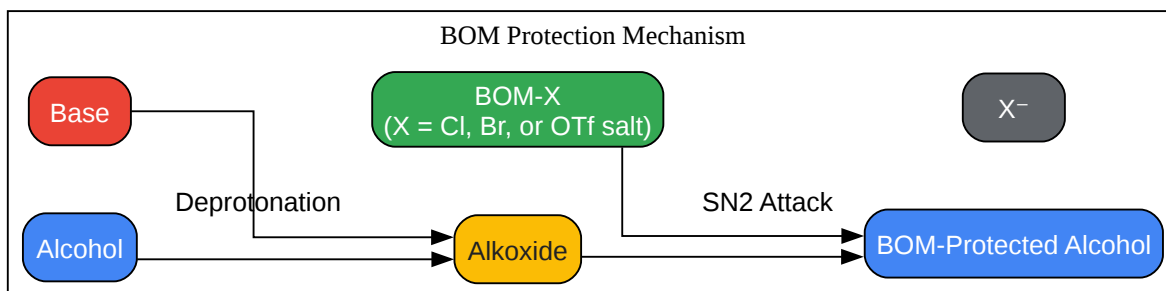 BOM Protection Mechanism
Base
BOM-X
(X = Cl, Br, or OTf salt)
X⁻
Deprotonation
SN2 Attack
Alcohol
Alkoxide
BOM-Protected Alcohol